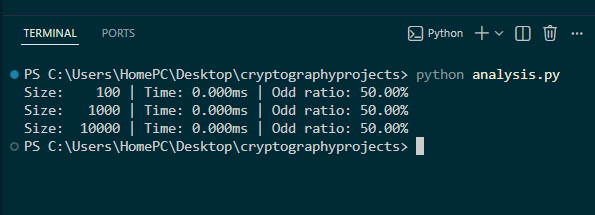 TERMINAL PORTS Python
PS C:\Users\HomePC\Desktop\cryptographyprojects> python analysis.py
Size:    100 | Time: 0.000ms | Odd ratio: 50.00%
Size:   1000 | Time: 0.000ms | Odd ratio: 50.00%
Size:  10000 | Time: 0.000ms | Odd ratio: 50.00%
PS C:\Users\HomePC\Desktop\cryptographyprojects>